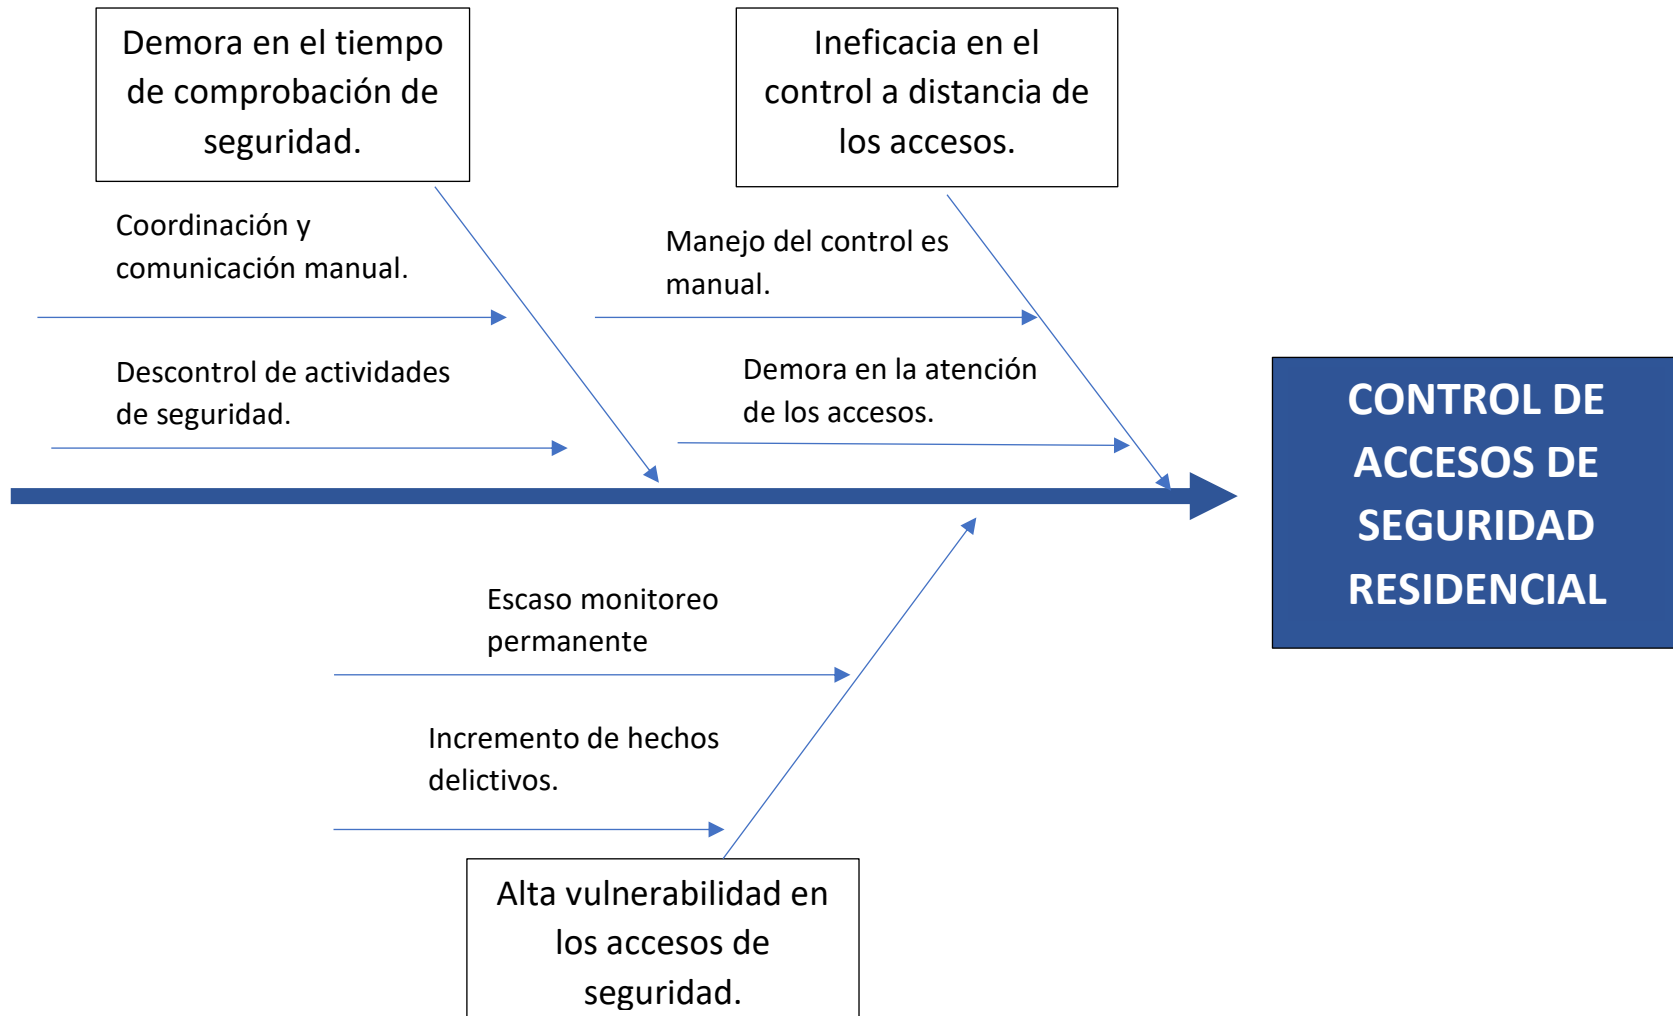 Demora en el tiempo
de comprobación de
seguridad.
Ineficacia en el
control a distancia de
los accesos.
Coordinación y
comunicación manual.
Manejo del control es
manual.
Descontrol de actividades
de seguridad.
Demora en la atención
de los accesos.
CONTROL DE
ACCESOS DE
SEGURIDAD
RESIDENCIAL
Escaso monitoreo
permanente
Incremento de hechos
delictivos.
Alta vulnerabilidad en
los accesos de
seguridad.